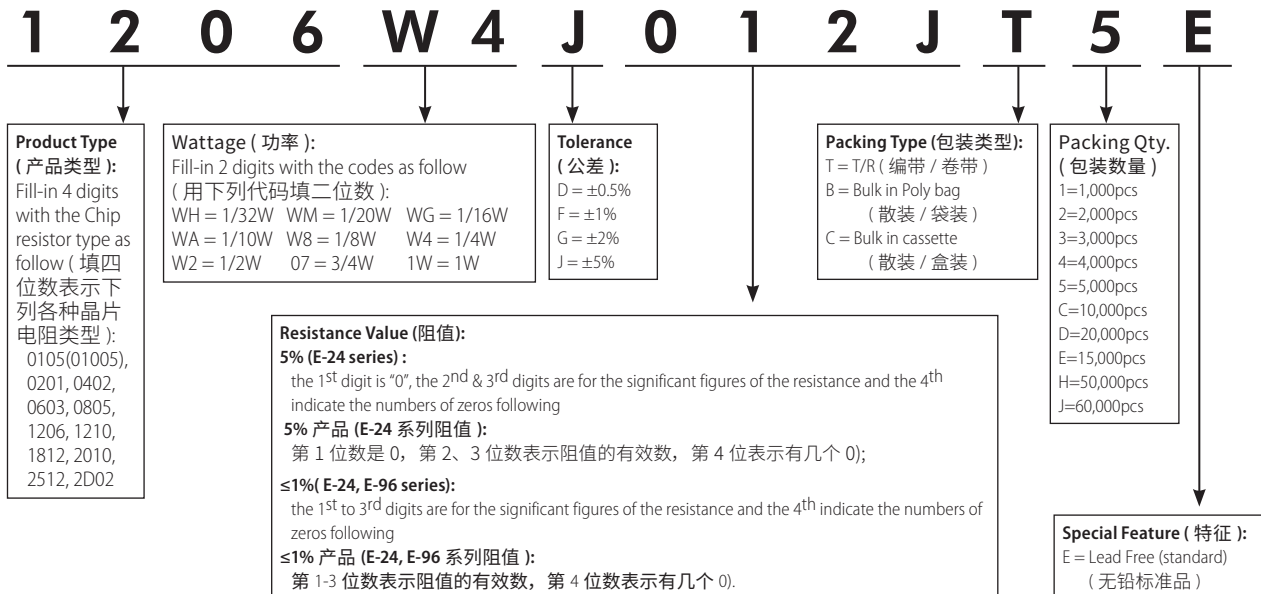 1 2 0 6 W 4 J 0 1 2 J T 5 E
Product Type
( 产品类型 ):
Fill-in 4 digits
with the Chip
resistor type as
follow ( 填四
位数表示下
列各种晶片
电阻类型 ):
0105(01005),
0201, 0402,
0603, 0805,
1206, 1210,
1812, 2010,
2512, 2D02
Wattage ( 功率 ):
Fill-in 2 digits with the codes as follow
( 用下列代码填二位数 ):
WH = 1/32W WM = 1/20W WG = 1/16W
WA = 1/10W W8 = 1/8W W4 = 1/4W
W2 = 1/2W 07 = 3/4W 1W = 1W
Tolerance
( 公差 ):
D = ±0.5%
F = ±1%
G = ±2%
J = ±5%
Resistance Value (阻值):
5% (E-24 series) :
the 1st digit is “0”, the 2nd & 3rd digits are for the significant figures of the resistance and the 4th
indicate the numbers of zeros following
5% 产品 (E-24 系列阻值 ):
第 1 位数是 0，第 2、3 位数表示阻值的有效数，第 4 位表示有几个 0);
≤1%( E-24, E-96 series):
the 1st to 3rd digits are for the significant figures of the resistance and the 4th indicate the numbers of
zeros following
≤1% 产品 (E-24, E-96 系列阻值 ):
第 1-3 位数表示阻值的有效数，第 4 位数表示有几个 0).
Packing Type (包装类型):
T = T/R ( 编带 / 卷带 )
B = Bulk in Poly bag
( 散装 / 袋装 )
C = Bulk in cassette
( 散装 / 盒装 )
Packing Qty.
( 包装数量 )
1=1,000pcs
2=2,000pcs
3=3,000pcs
4=4,000pcs
5=5,000pcs
C=10,000pcs
D=20,000pcs
E=15,000pcs
H=50,000pcs
J=60,000pcs
Special Feature ( 特征 ):
E = Lead Free (standard)
( 无铅标准品 )